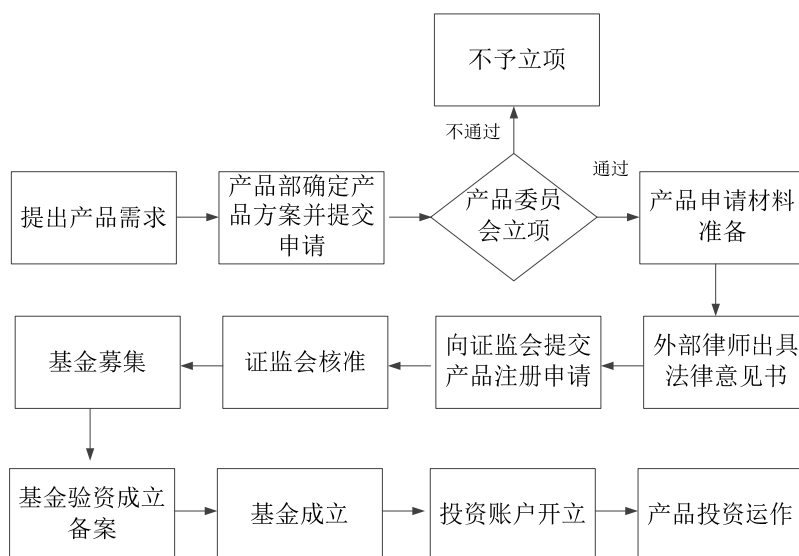 不予立项
不通过
通过
提出产品需求
产品部确定产
品方案并提交
申请
产品委员
会立项
产品申请材料
准备
基金募集
证监会核准
向证监会提交
产品注册申请
外部律师出具
法律意见书
基金验资成立
备案
基金成立
投资账户开立
产品投资运作